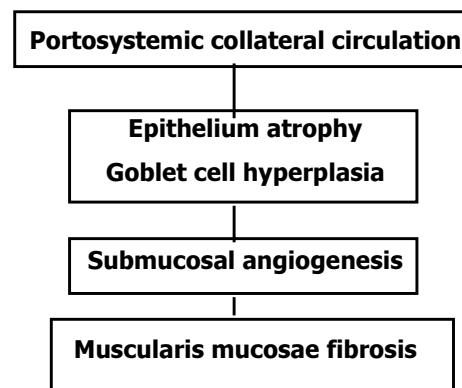 Portosystemic collateral circulation
Epithelium atrophy
Goblet cell hyperplasia
Submucosal angiogenesis
Muscularis mucosae fibrosis